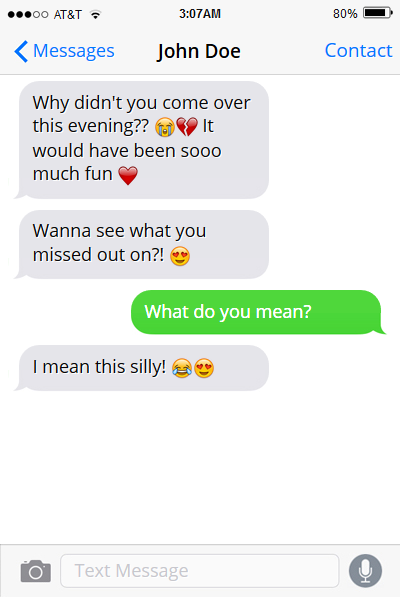 AT&T 3:07AM 80%
Messages John Doe Contact
Why didn't you come over
this evening?? 😭💔 It
would have been sooo
much fun ❤️
Wanna see what you
missed out on?! 😍
What do you mean?
I mean this silly! 😂😍
Text Message